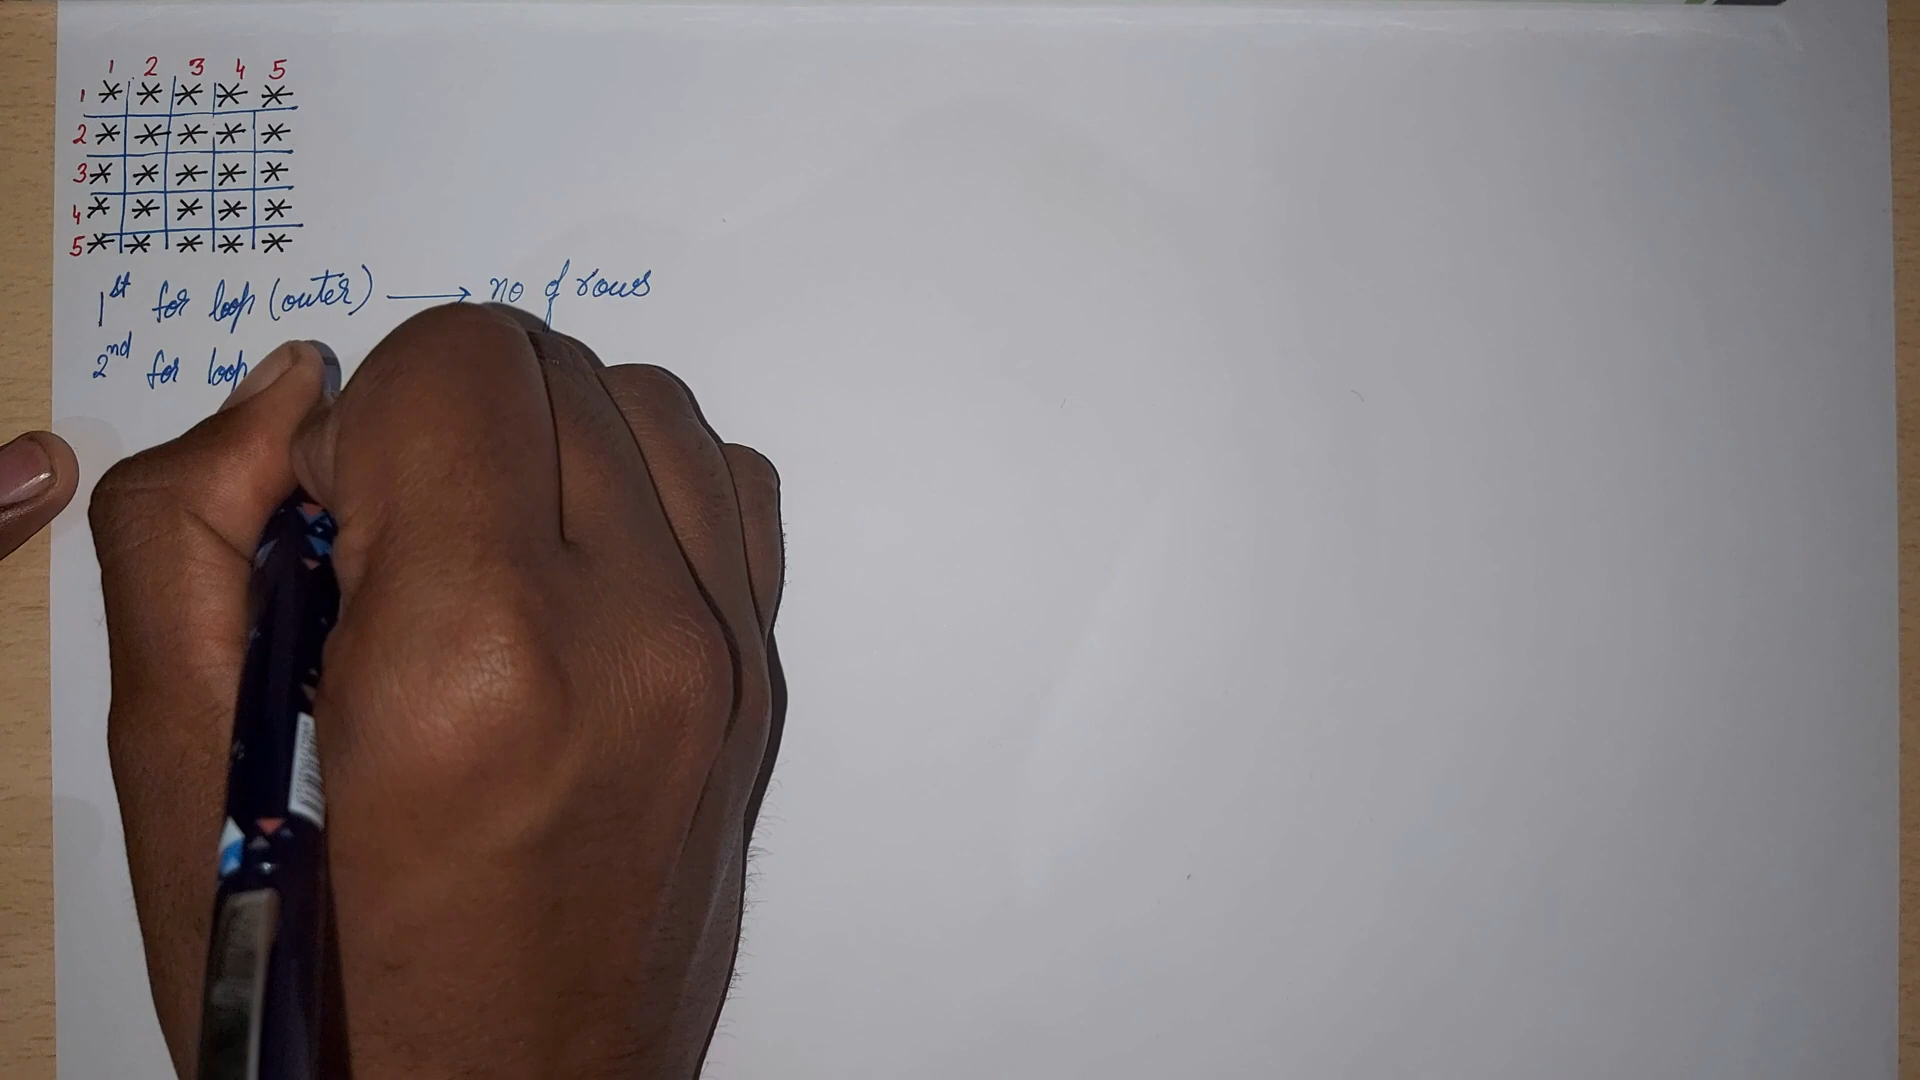 1 2 3 4 5
1 * * * * *
2 * * * * *
3 * * * * *
4 * * * * *
5 * * * * *
1st for loop (outer) → no of rows
2nd for loop